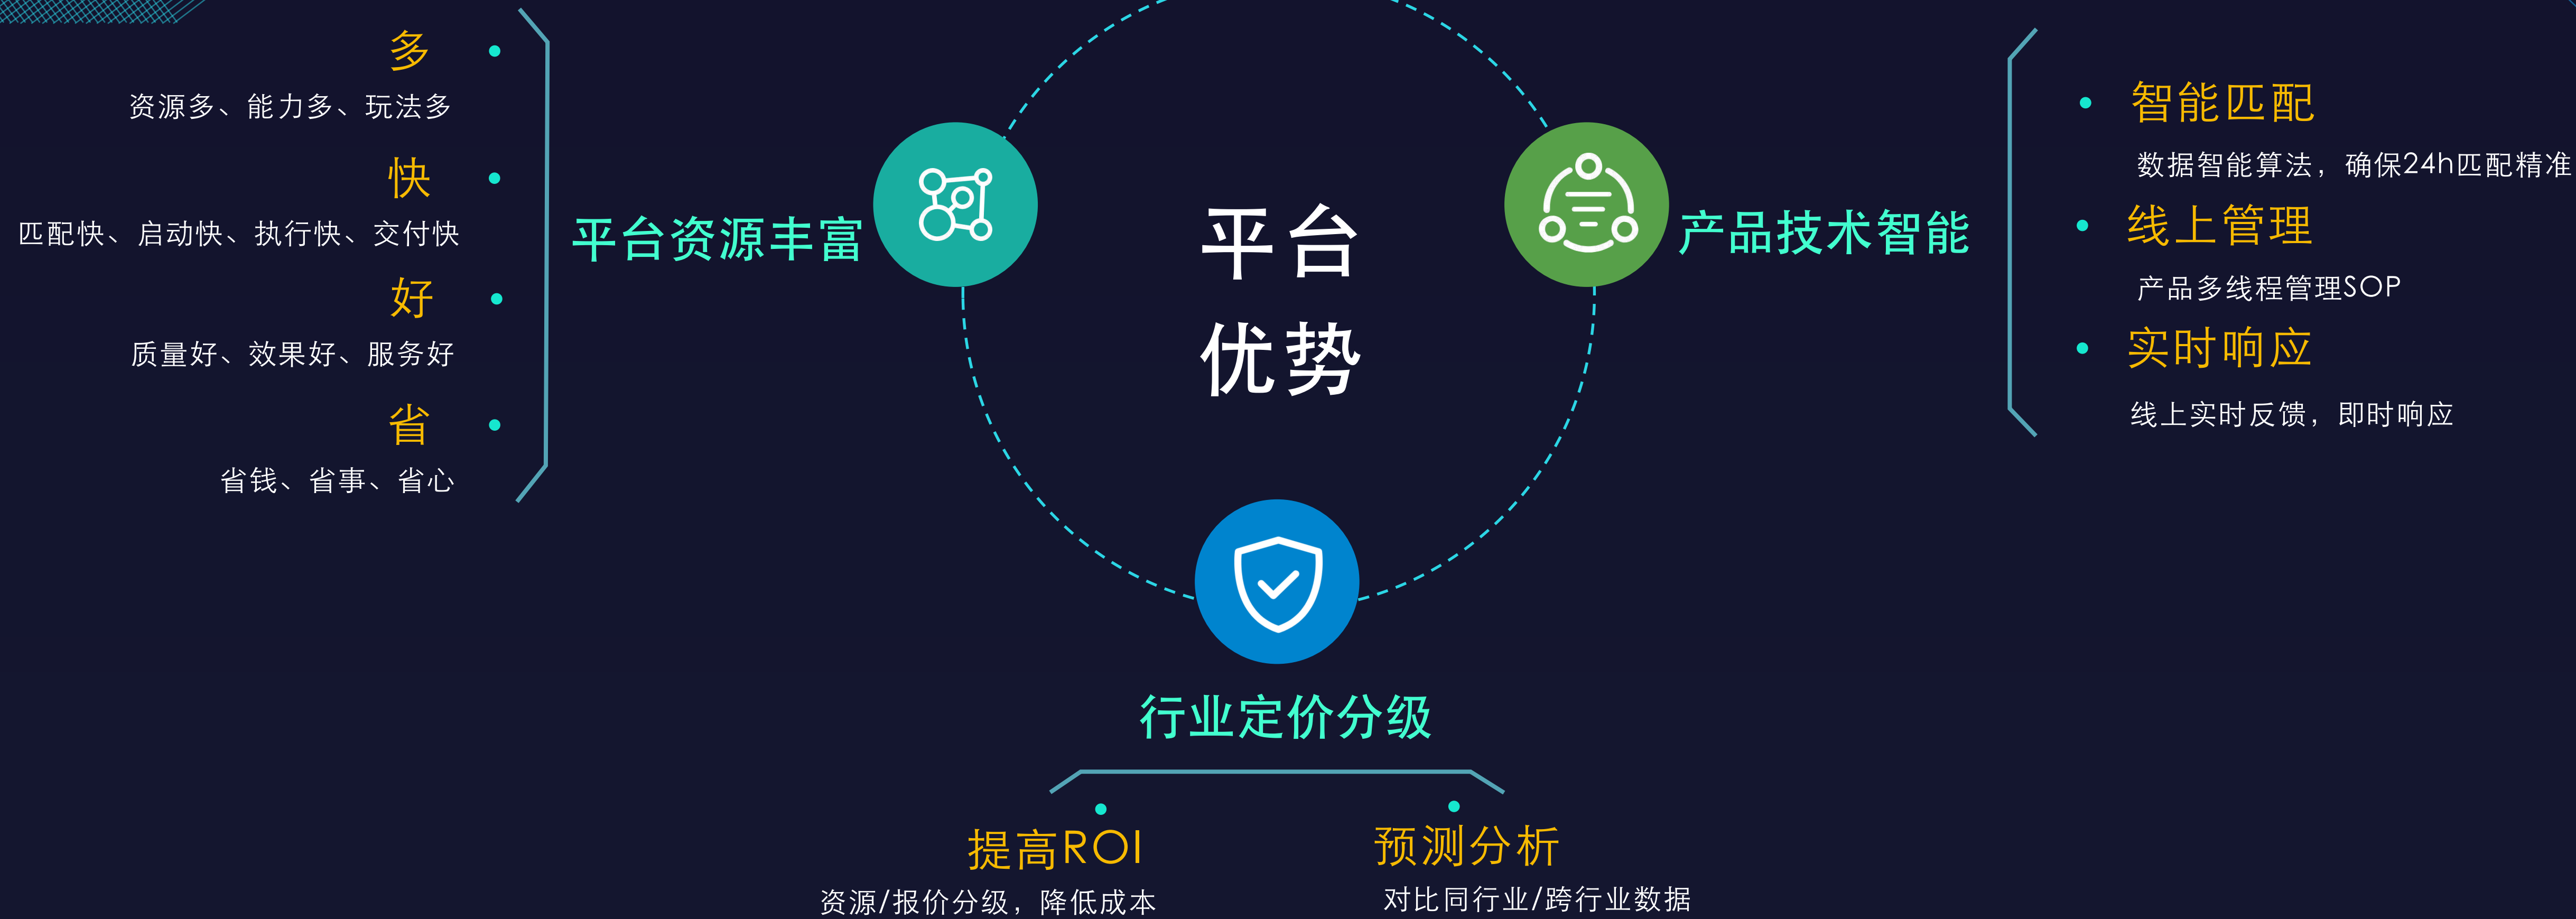 多
资源多、能力多、玩法多
快
匹配快、启动快、执行快、交付快
好
质量好、效果好、服务好
省
省钱、省事、省心
平台资源丰富
平台
优势
产品技术智能
智能匹配
数据智能算法，确保24h匹配精准
线上管理
产品多线程管理SOP
实时响应
线上实时反馈，即时响应
行业定价分级
提高ROI
资源/报价分级，降低成本
预测分析
对比同行业/跨行业数据